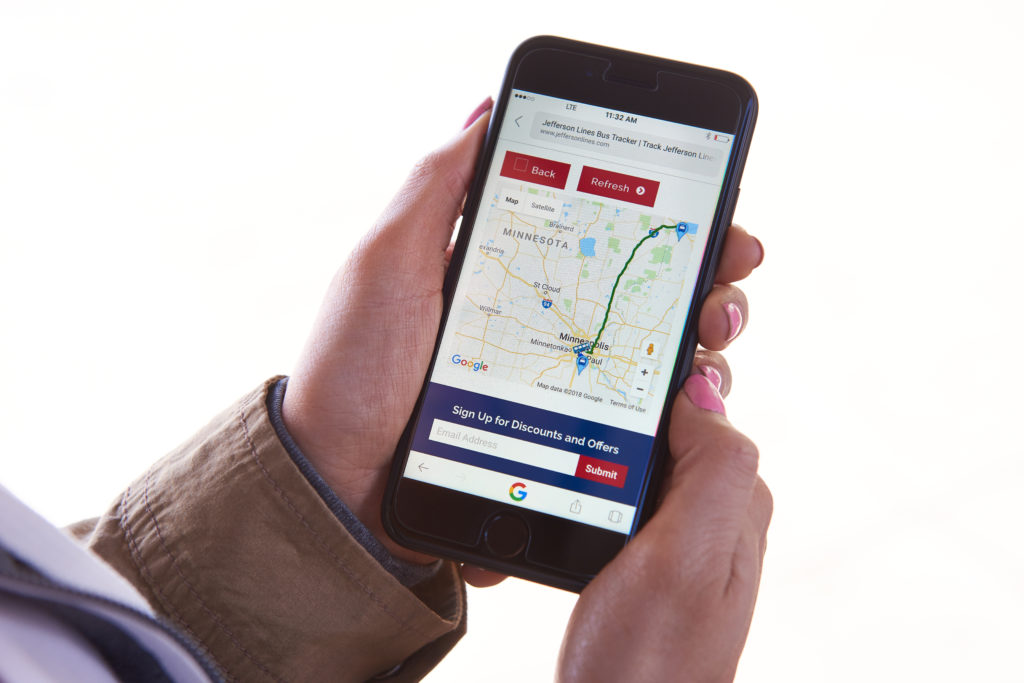 LTE
11:32 AM
Jefferson Lines Bus Tracker | Track Jefferson Line
www.jeffersonlines.com
Back
Refresh
Map Satellite
Brainerd
MINNESOTA
exandria
St Cloud
94
Willmar
Minneapolis
Minnetonka
Paul
Google
Map data ©2018 Google Terms of Use
Sign Up for Discounts and Offers
Email Address
Submit
G